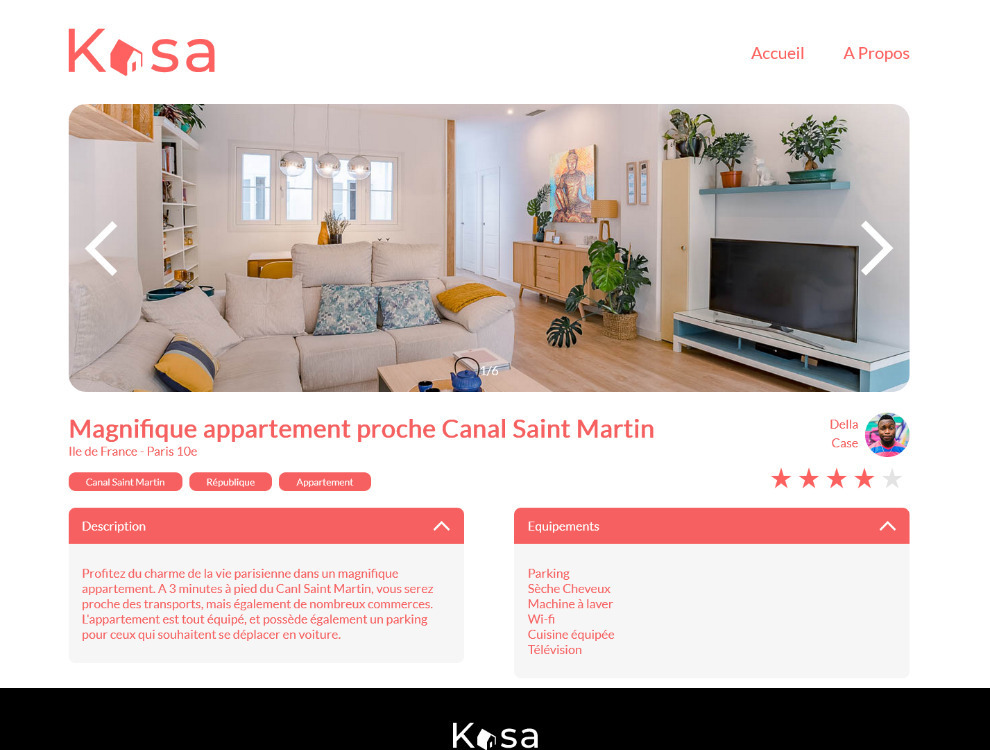 Kasa
Accueil
A Propos
1/6
Magnifique appartement proche Canal Saint Martin
Ile de France - Paris 10e
Della
Case
Canal Saint Martin
République
Appartement
Description
Profitez du charme de la vie parisienne dans un magnifique
appartement. A 3 minutes à pied du Canl Saint Martin, vous serez
proche des transports, mais également de nombreux commerces.
L'appartement est tout équipé, et possède également un parking
pour ceux qui souhaitent se déplacer en voiture.
Equipements
Parking
Sèche Cheveux
Machine à laver
Wi-fi
Cuisine équipée
Télévision
Kasa